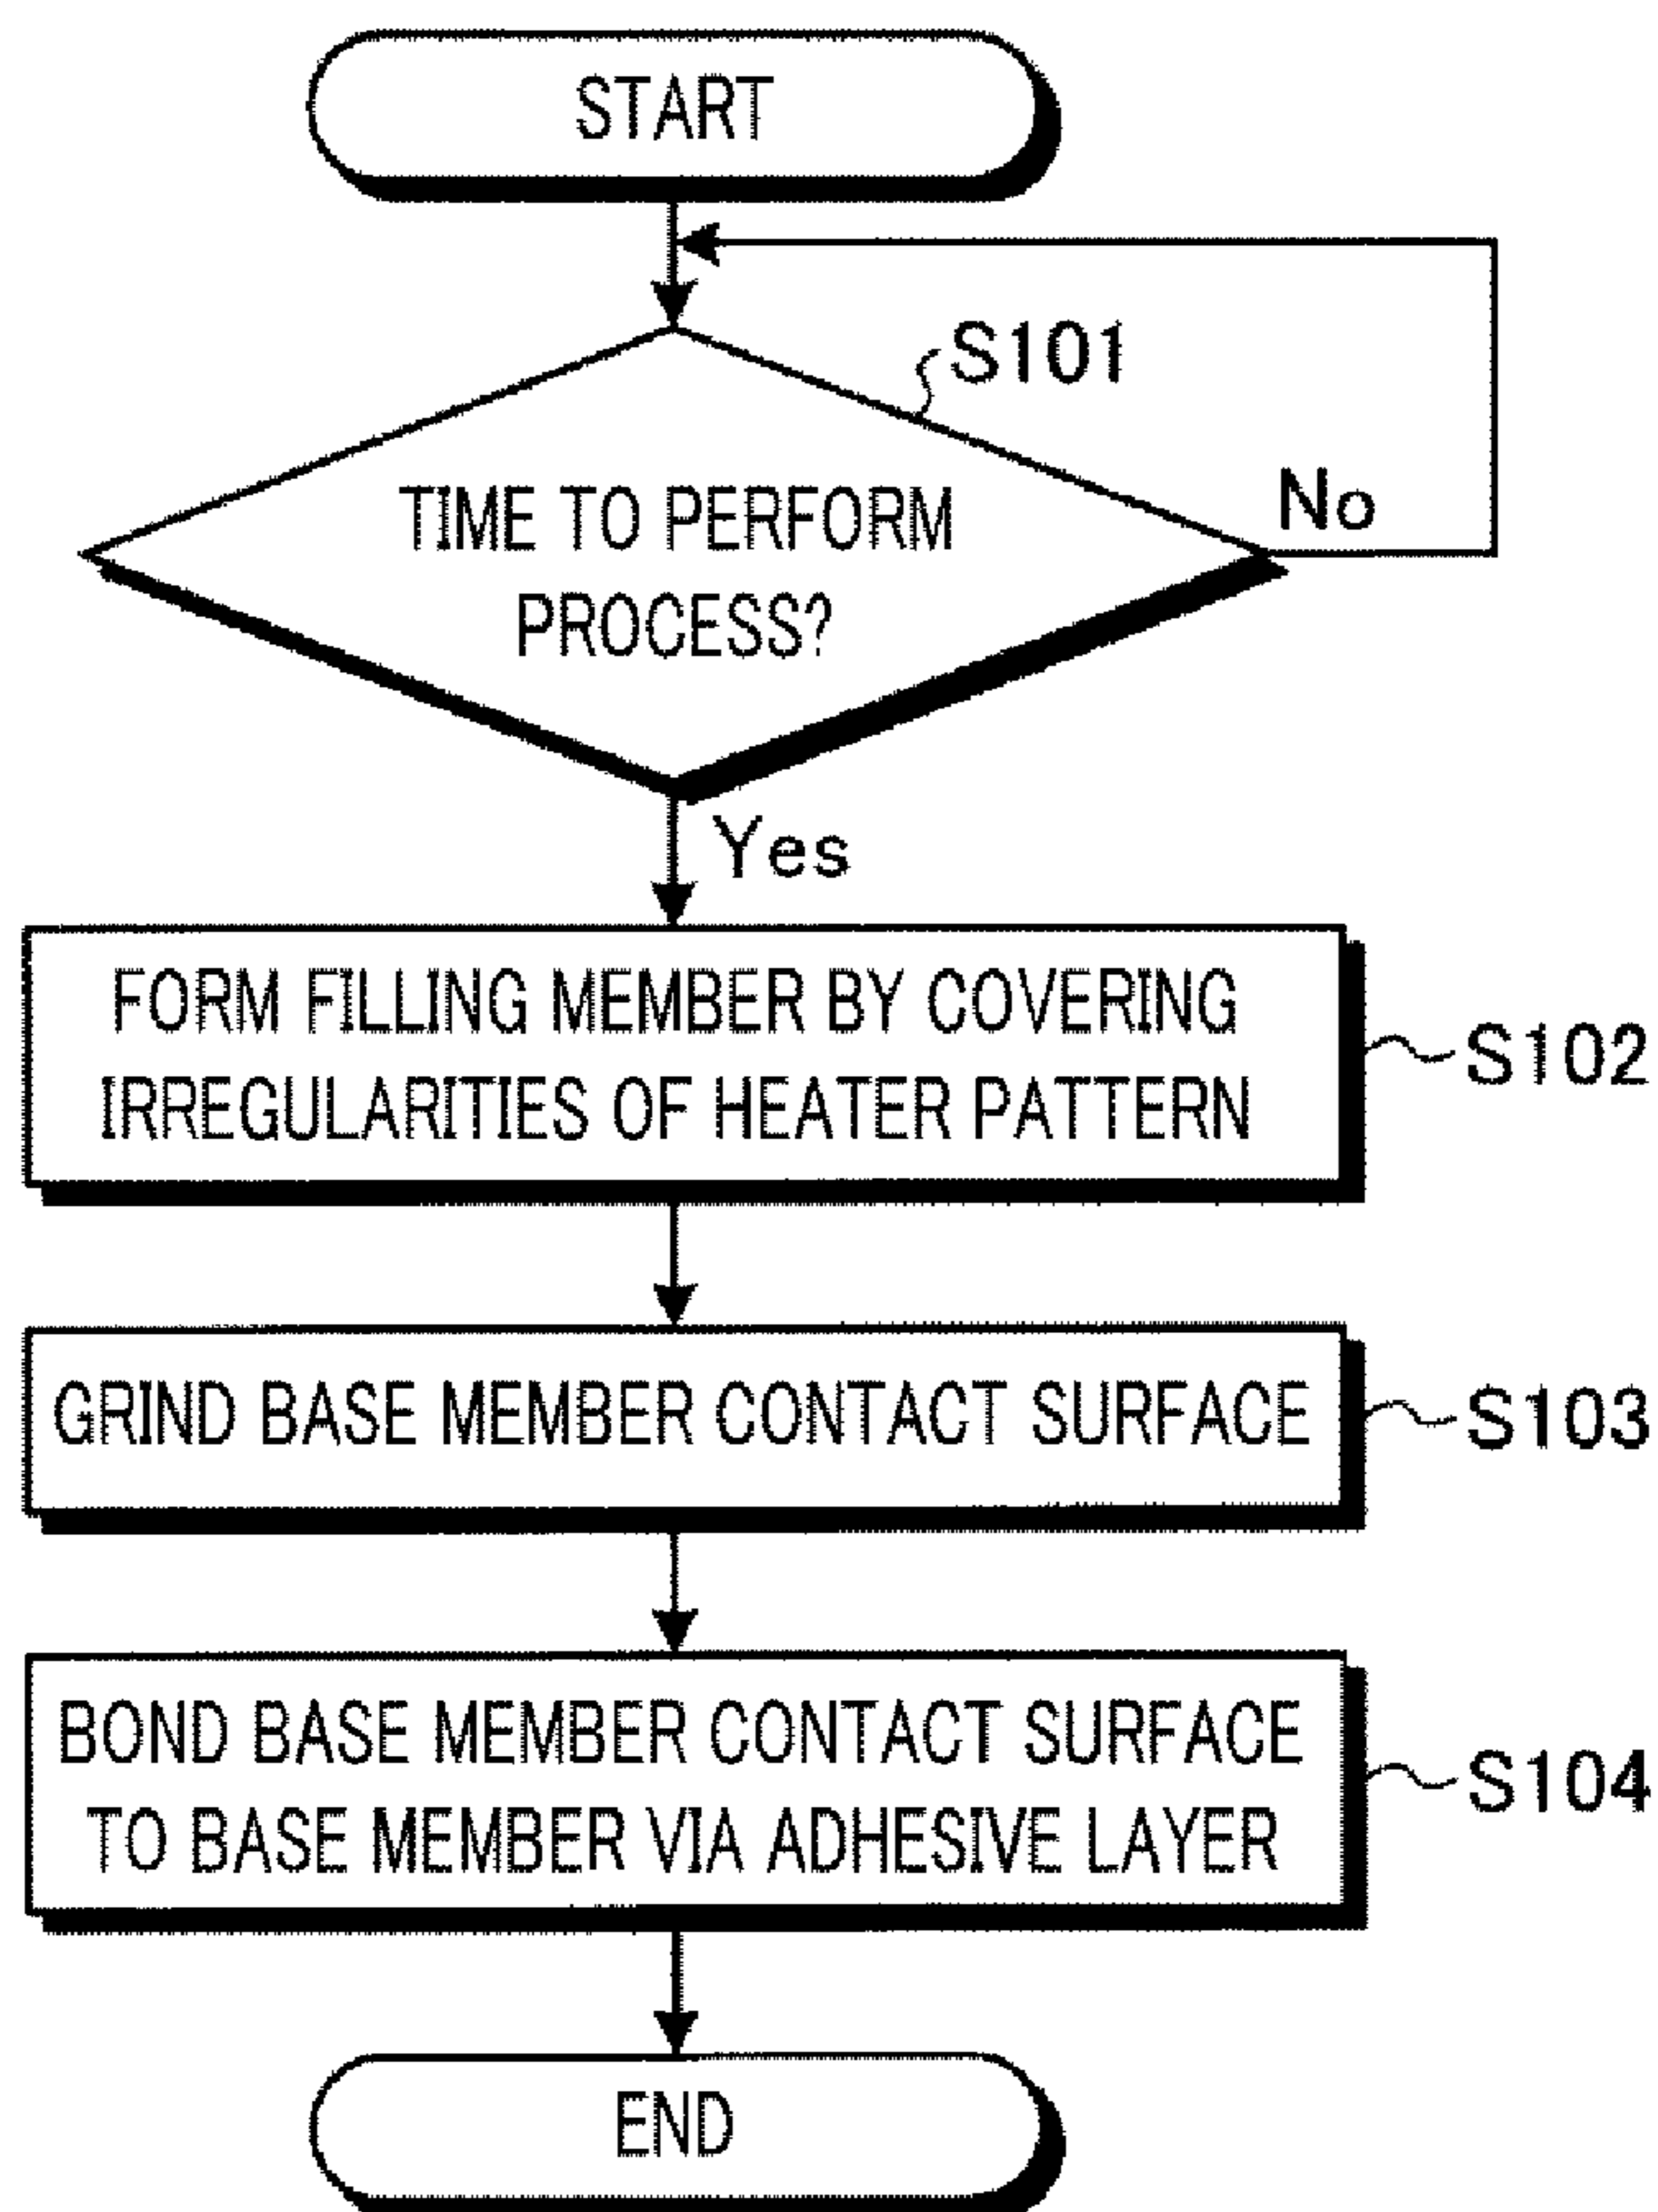 START
S101
TIME TO PERFORM
PROCESS?
No
Yes
FORM FILLING MEMBER BY COVERING
IRREGULARITIES OF HEATER PATTERN
S102
GRIND BASE MEMBER CONTACT SURFACE
S103
BOND BASE MEMBER CONTACT SURFACE
TO BASE MEMBER VIA ADHESIVE LAYER
S104
END